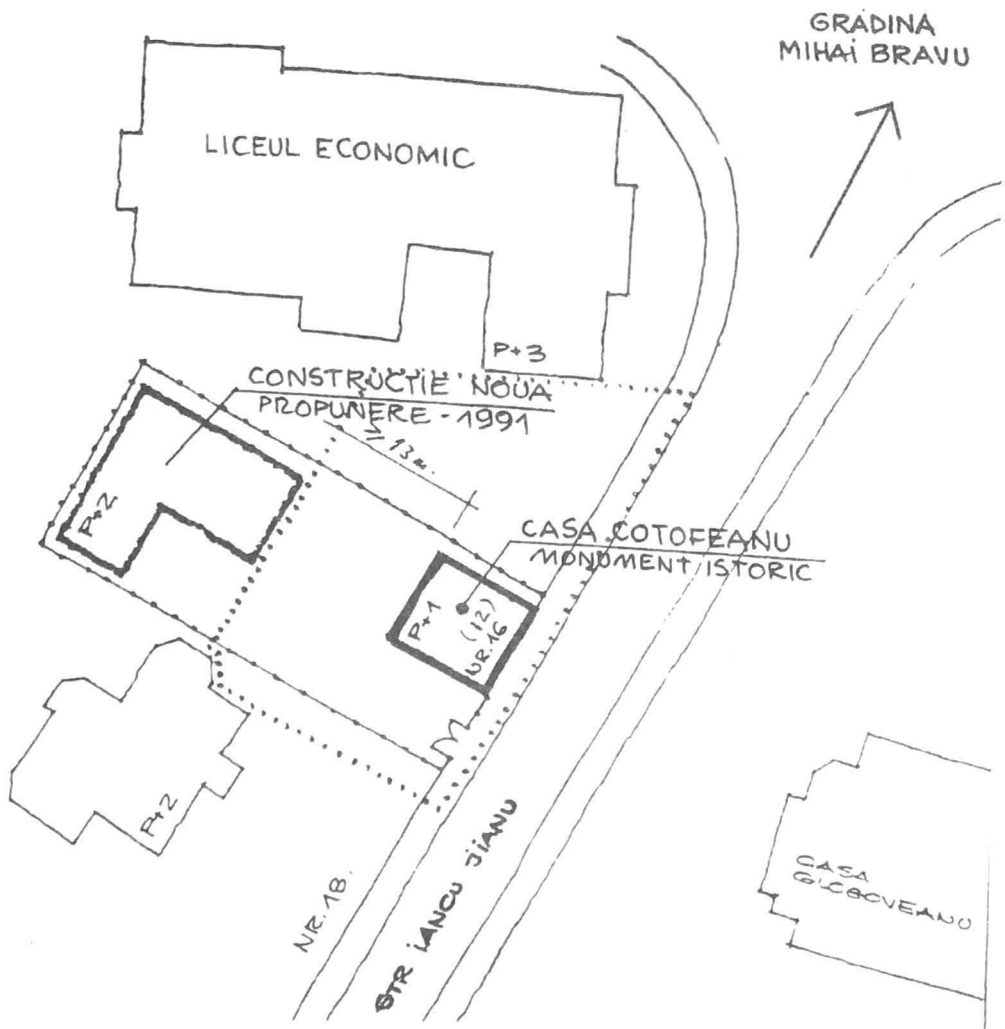 GRĂDINA
MIHAI BRAVU
LICEUL ECONOMIC
P+3
CONSTRUCTIE NOUA
PROPUNERE - 1991
≥ 13 m.
P+2
CASA COTOFEANU
MONUMENT ISTORIC
P+1
(12)
NR. 16
P+2
NR. 18.
STR IANCU JIANU
CASA